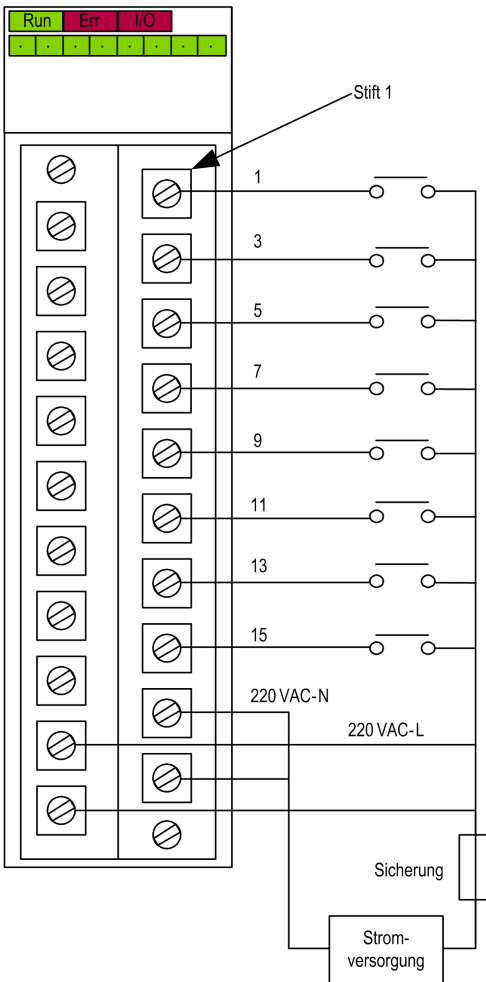 Run Err I/O
Stift 1
1
3
5
7
9
11
13
15
220 VAC-N
220 VAC-L
Sicherung
Strom-
versorgung